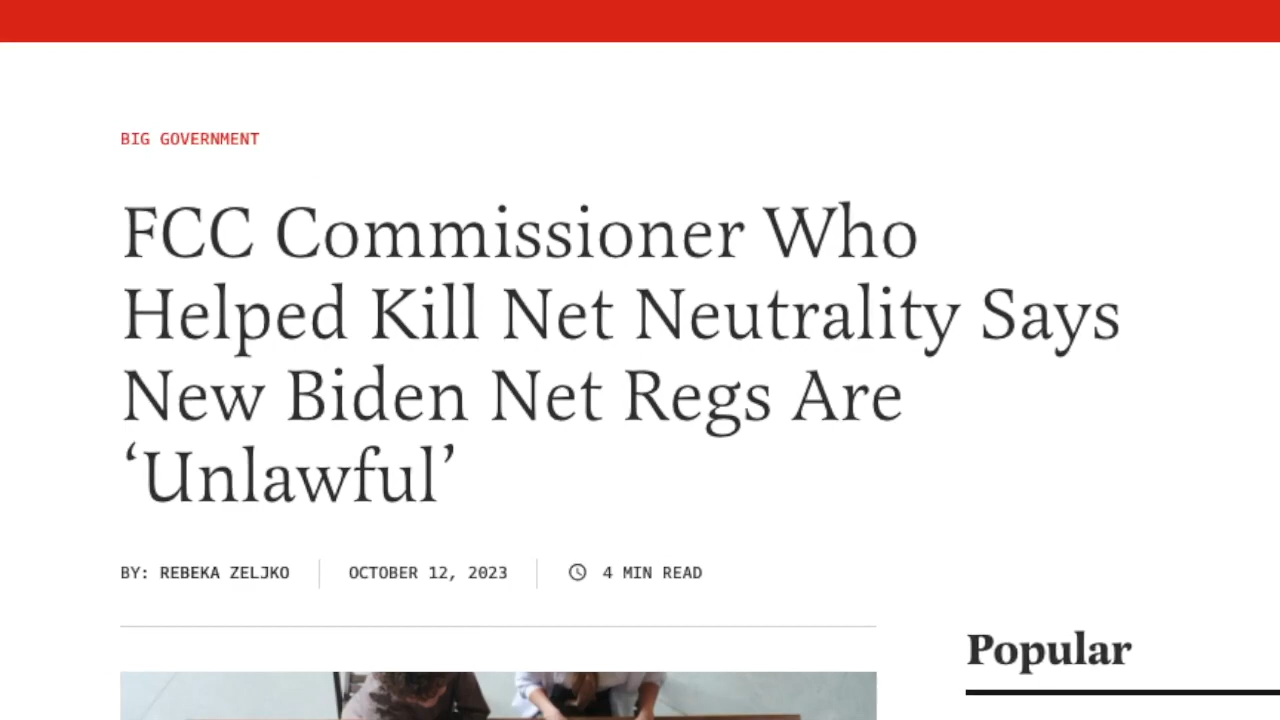 BIG GOVERNMENT
FCC Commissioner Who
Helped Kill Net Neutrality Says
New Biden Net Regs Are
‘Unlawful’
BY: REBEKA ZELJKO OCTOBER 12, 2023 4 MIN READ
Popular